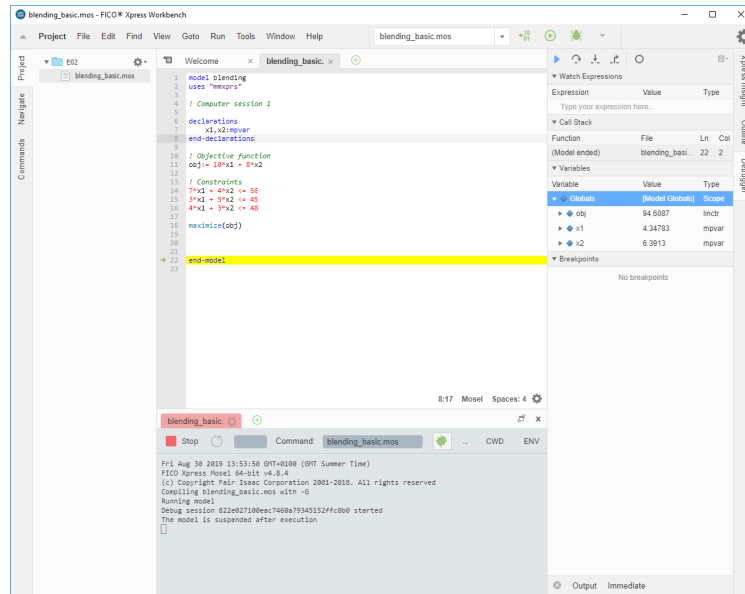 blending_basic.mos - FICO® Xpress Workbench
Project File Edit Find View Goto Run Tools Window Help blending_basic.mos
Project
Navigate
Commands
E02
blending_basic.mos
Welcome × blending_basic. ×
1 model blending
2 uses "mmxprs"
3
4 ! Computer session 1
5
6 declarations
7 x1,x2:mpvar
8 end-declarations
9
10 ! Objective function
11 obj:= 10*x1 + 8*x2
12
13 ! Constraints
14 7*x1 + 4*x2 <= 56
15 3*x1 + 5*x2 <= 45
16 4*x1 + 3*x2 <= 48
17
18 maximize(obj)
19
20
21
22 end-model
23
8:17 Mosel Spaces: 4
Watch Expressions
Expression Value Type
Type your expression here...
Call Stack
Function File Ln Col
(Model ended) blending_basi... 22 2
Variables
Variable Value Type
Globals [Model Globals] Scope
obj 94.6087 linctr
x1 4.34783 mpvar
x2 6.3913 mpvar
Breakpoints
No breakpoints
Xpress Insight
Outline
Debugger
blending_basic.
Stop Command: blending_basic.mos .. CWD ENV
Fri Aug 30 2019 13:53:50 GMT+0100 (GMT Summer Time)
FICO Xpress Mosel 64-bit v4.8.4
(c) Copyright Fair Isaac Corporation 2001-2018. All rights reserved
Compiling blending_basic.mos with -G
Running model
Debug session 822e027100eac7460a79345152ffc0b0 started
The model is suspended after execution
Output Immediate